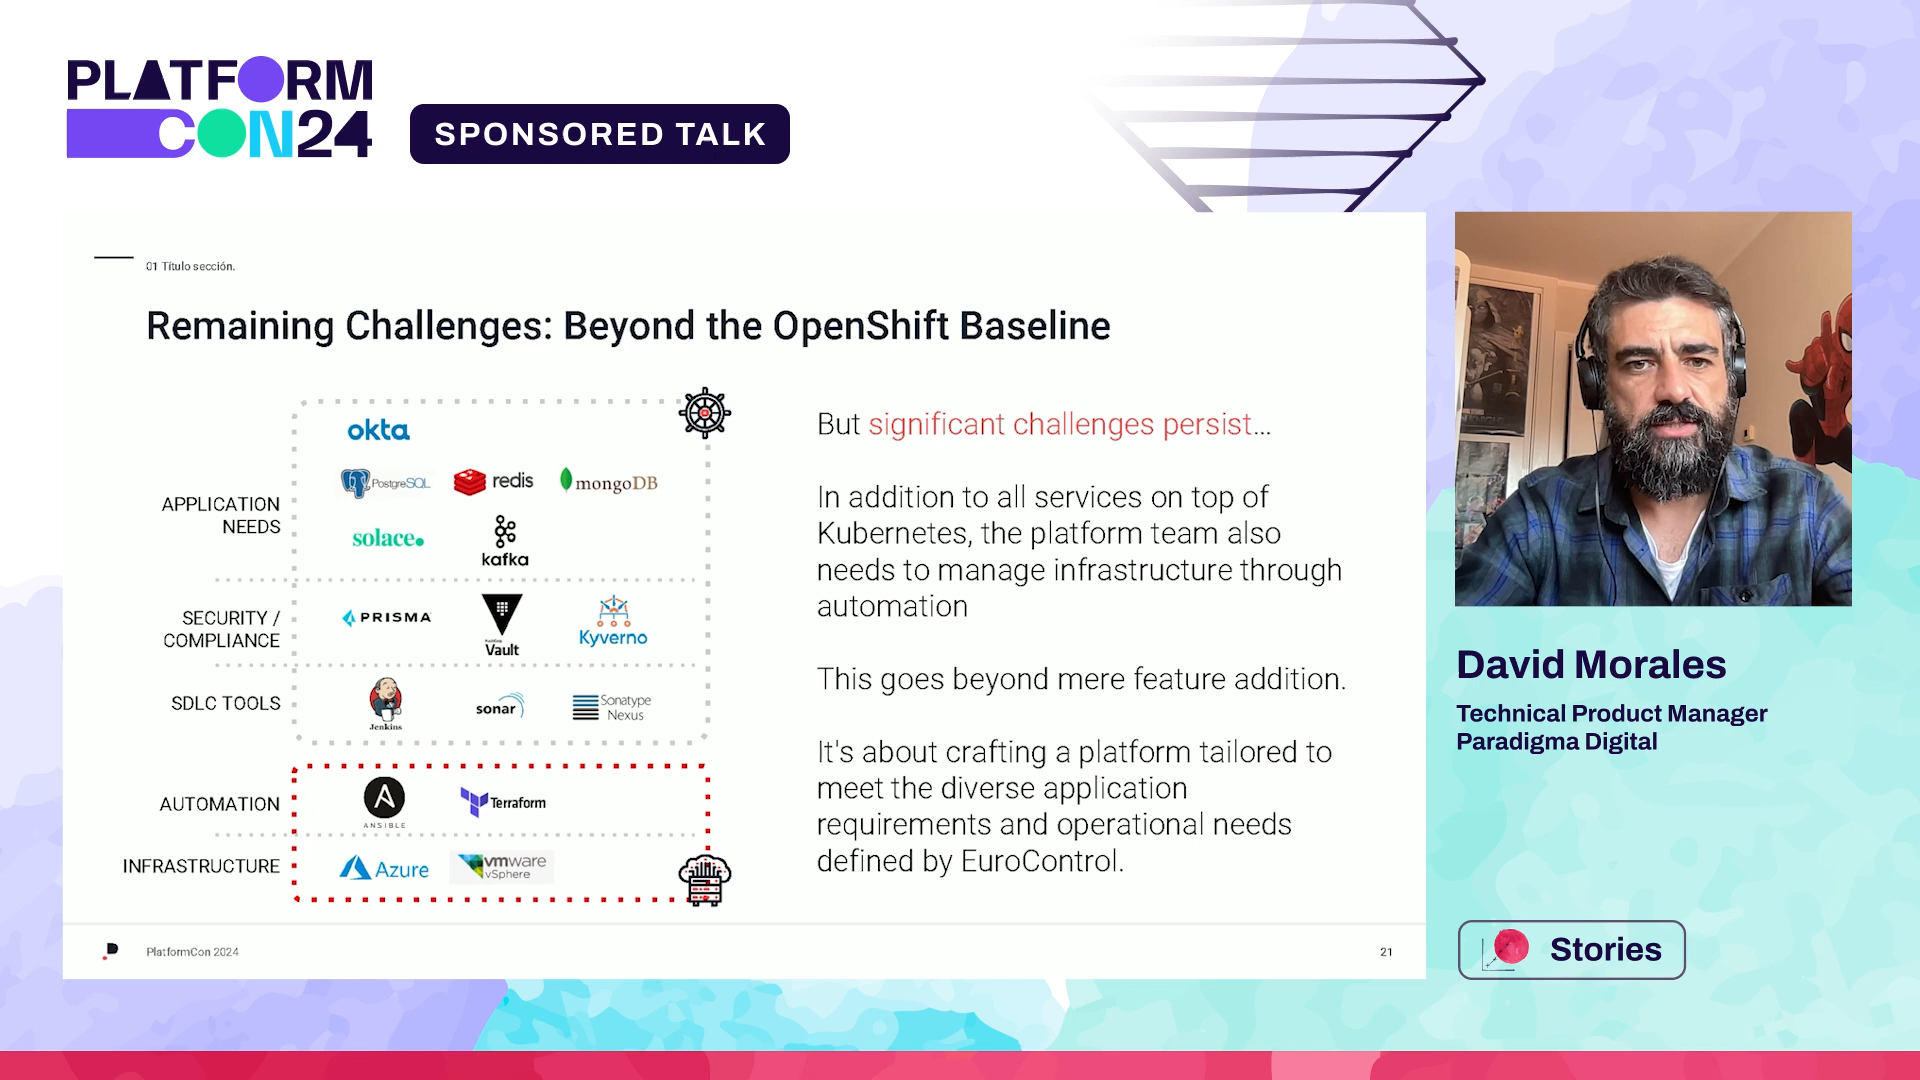 PLATFORM
CON24
SPONSORED TALK
01 Título sección.
Remaining Challenges: Beyond the OpenShift Baseline
APPLICATION
NEEDS
okta
PostgreSQL
redis
mongoDB
solace.
kafka
SECURITY /
COMPLIANCE
PRISMA
Vault
Kyverno
SDLC TOOLS
Jenkins
sonar
Sonatype
Nexus
AUTOMATION
ANSIBLE
Terraform
INFRASTRUCTURE
Azure
vmware
vSphere
But significant challenges persist...
In addition to all services on top of
Kubernetes, the platform team also
needs to manage infrastructure through
automation
This goes beyond mere feature addition.
It's about crafting a platform tailored to
meet the diverse application
requirements and operational needs
defined by EuroControl.
PlatformCon 2024
21
David Morales
Technical Product Manager
Paradigma Digital
Stories